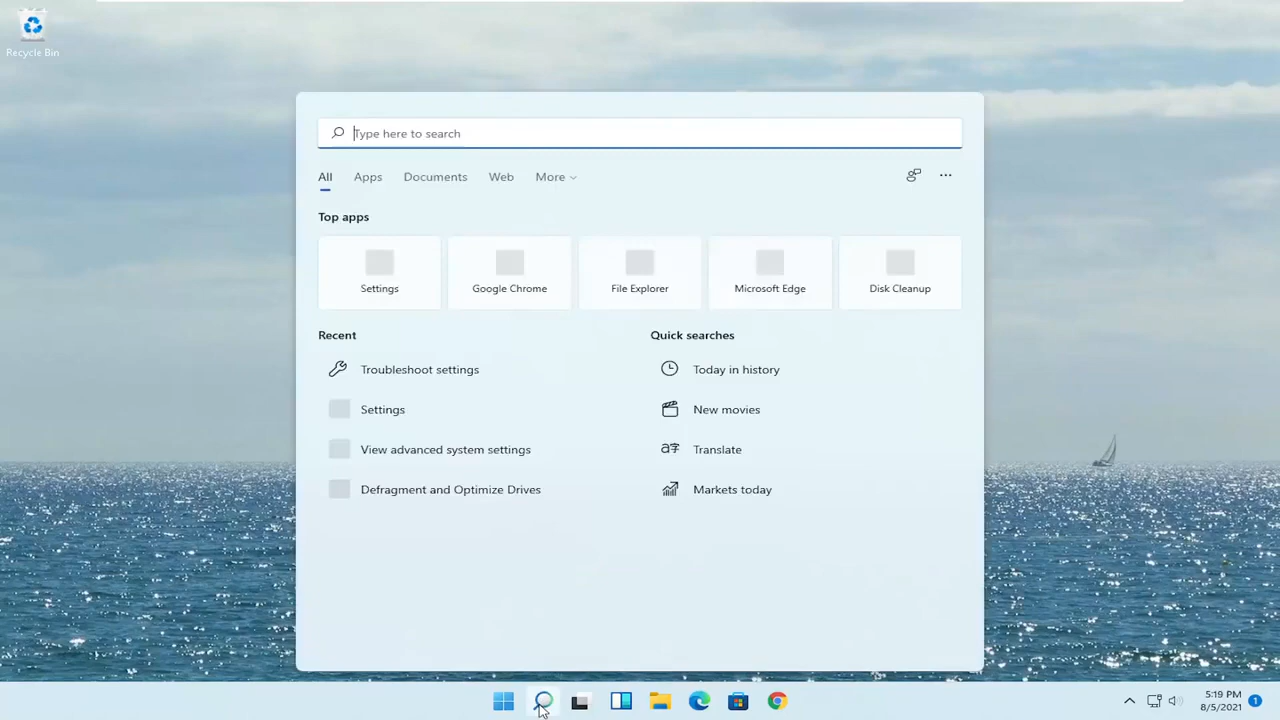 Recycle Bin
Type here to search
All Apps Documents Web More
Top apps
Settings Google Chrome File Explorer Microsoft Edge Disk Cleanup
Recent Quick searches
Troubleshoot settings Today in history
Settings New movies
View advanced system settings Translate
Defragment and Optimize Drives Markets today
5:19 PM
8/5/2021 1